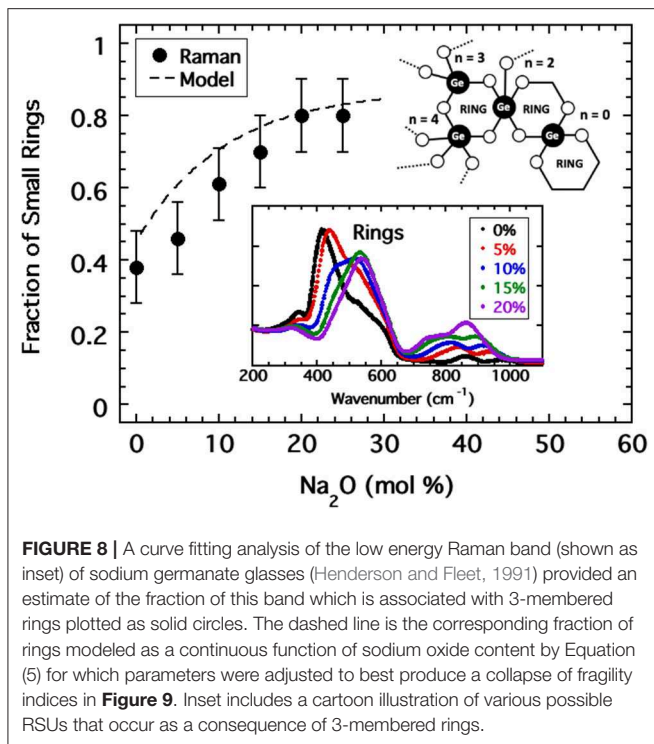 1
0.8
0.6
0.4
0.2
0
Fraction of Small Rings
Raman
Model
n = 3
n = 2
n = 4
n = 0
Ge
Ge
Ge
Ge
RING
RING
RING
Rings
0%
5%
10%
15%
20%
200 400 600 800 1000
Wavenumber (cm⁻¹)
0 10 20 30 40 50 60
Na₂O (mol %)
FIGURE 8 | A curve fitting analysis of the low energy Raman band (shown as
inset) of sodium germanate glasses (Henderson and Fleet, 1991) provided an
estimate of the fraction of this band which is associated with 3-membered
rings plotted as solid circles. The dashed line is the corresponding fraction of
rings modeled as a continuous function of sodium oxide content by Equation
(5) for which parameters were adjusted to best produce a collapse of fragility
indices in Figure 9. Inset includes a cartoon illustration of various possible
RSUs that occur as a consequence of 3-membered rings.